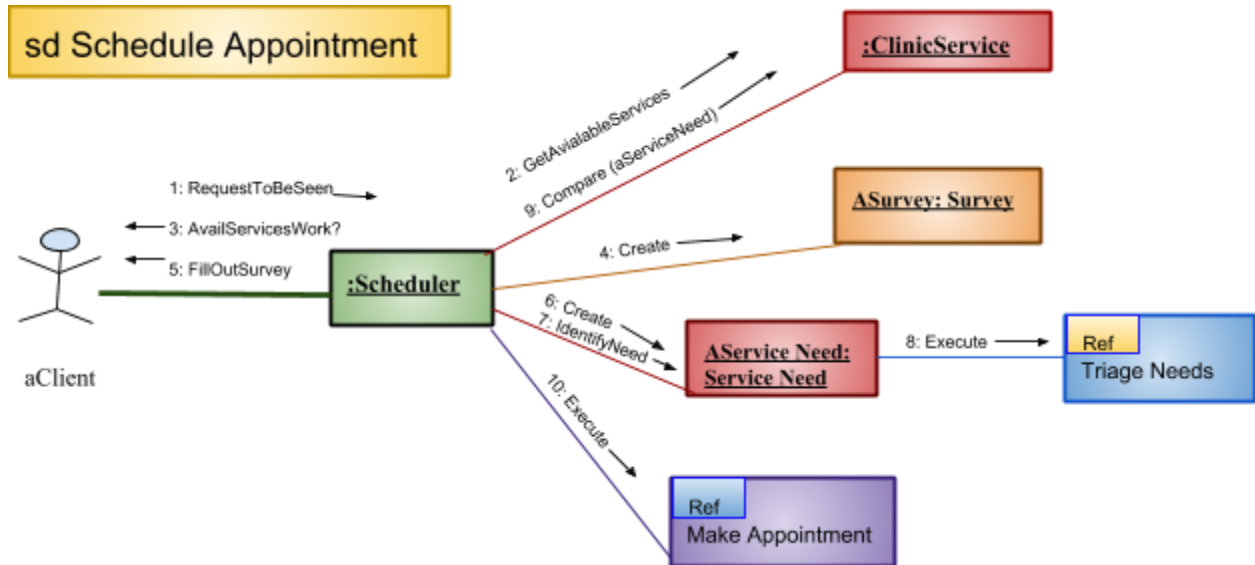 sd Schedule Appointment
:ClinicService
2: GetAvialableServices
9: Compare (aServiceNeed)
1: RequestToBeSeen
3: AvailServicesWork?
5: FillOutSurvey
ASurvey: Survey
4: Create
:Scheduler
6: Create
7: IdentifyNeed
AService Need:
Service Need
8: Execute
Ref
Triage Needs
aClient
10: Execute
Ref
Make Appointment